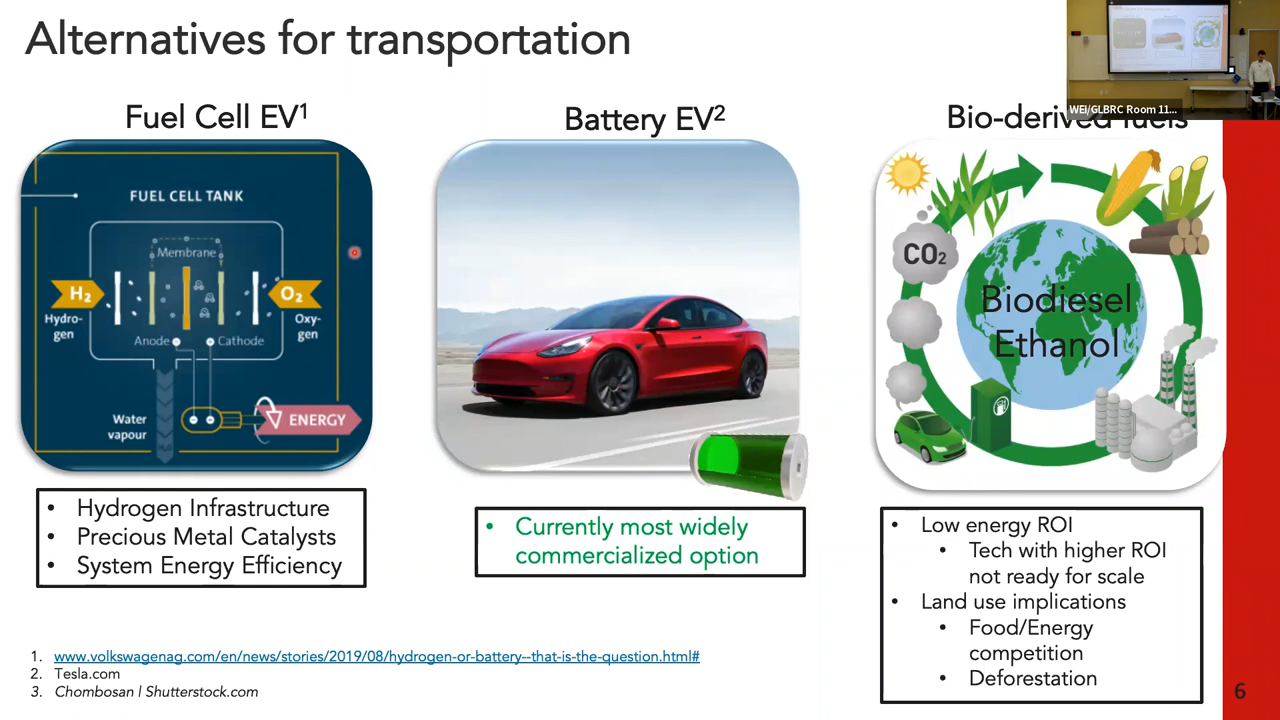 Alternatives for transportation
WEI/GLBRC Room 11...
Fuel Cell EV¹
Battery EV²
Bio-derived fuels
FUEL CELL TANK
Membrane
H₂
O₂
Hydro-
gen
Oxy-
gen
Anode
Cathode
Water
vapour
ENERGY
CO₂
Biodiesel
Ethanol
• Hydrogen Infrastructure
• Precious Metal Catalysts
• System Energy Efficiency
• Currently most widely
commercialized option
• Low energy ROI
• Tech with higher ROI
not ready for scale
• Land use implications
• Food/Energy
competition
• Deforestation
1. www.volkswagenag.com/en/news/stories/2019/08/hydrogen-or-battery--that-is-the-question.html#
2. Tesla.com
3. Chombosan | Shutterstock.com
6